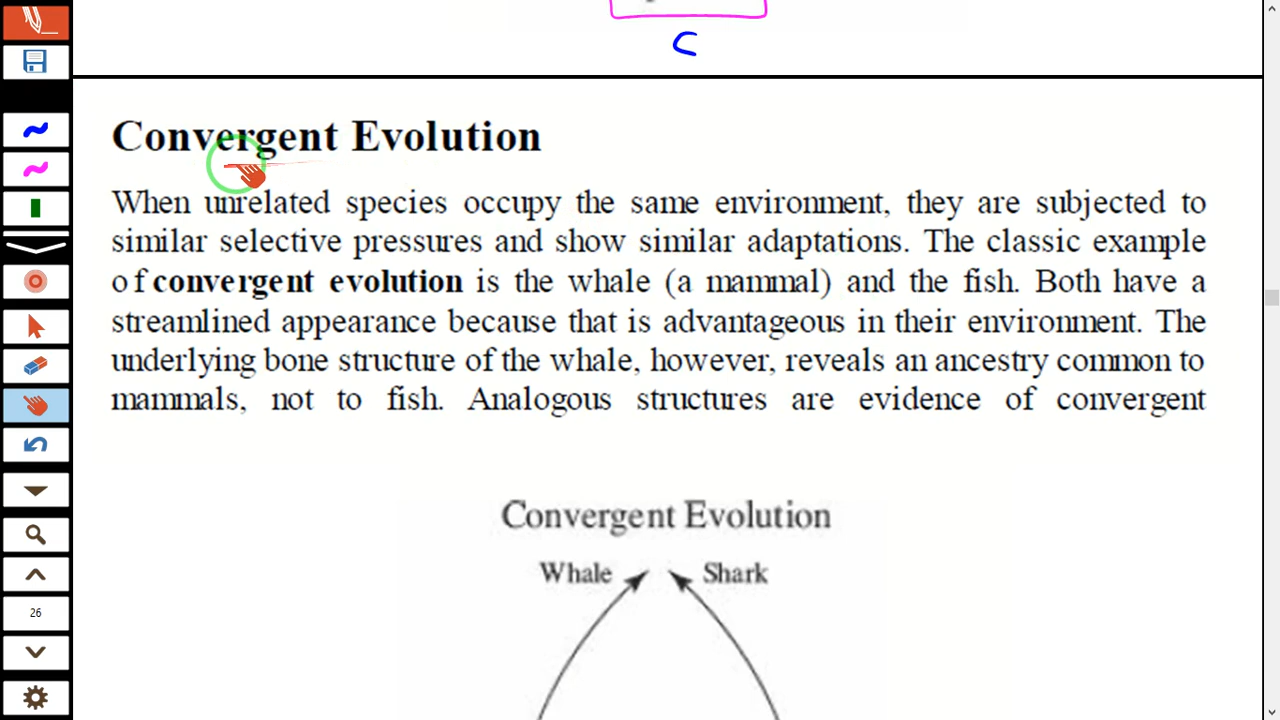 C
Convergent Evolution
When unrelated species occupy the same environment, they are subjected to
similar selective pressures and show similar adaptations. The classic example
of convergent evolution is the whale (a mammal) and the fish. Both have a
streamlined appearance because that is advantageous in their environment. The
underlying bone structure of the whale, however, reveals an ancestry common to
mammals, not to fish. Analogous structures are evidence of convergent
Convergent Evolution
Whale Shark
26